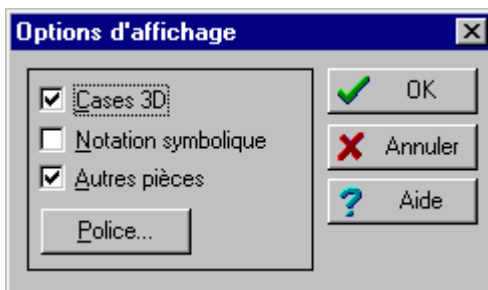 Options d'affichage
Cases 3D
Notation symbolique
Autres pièces
Police...
OK
Annuler
Aide